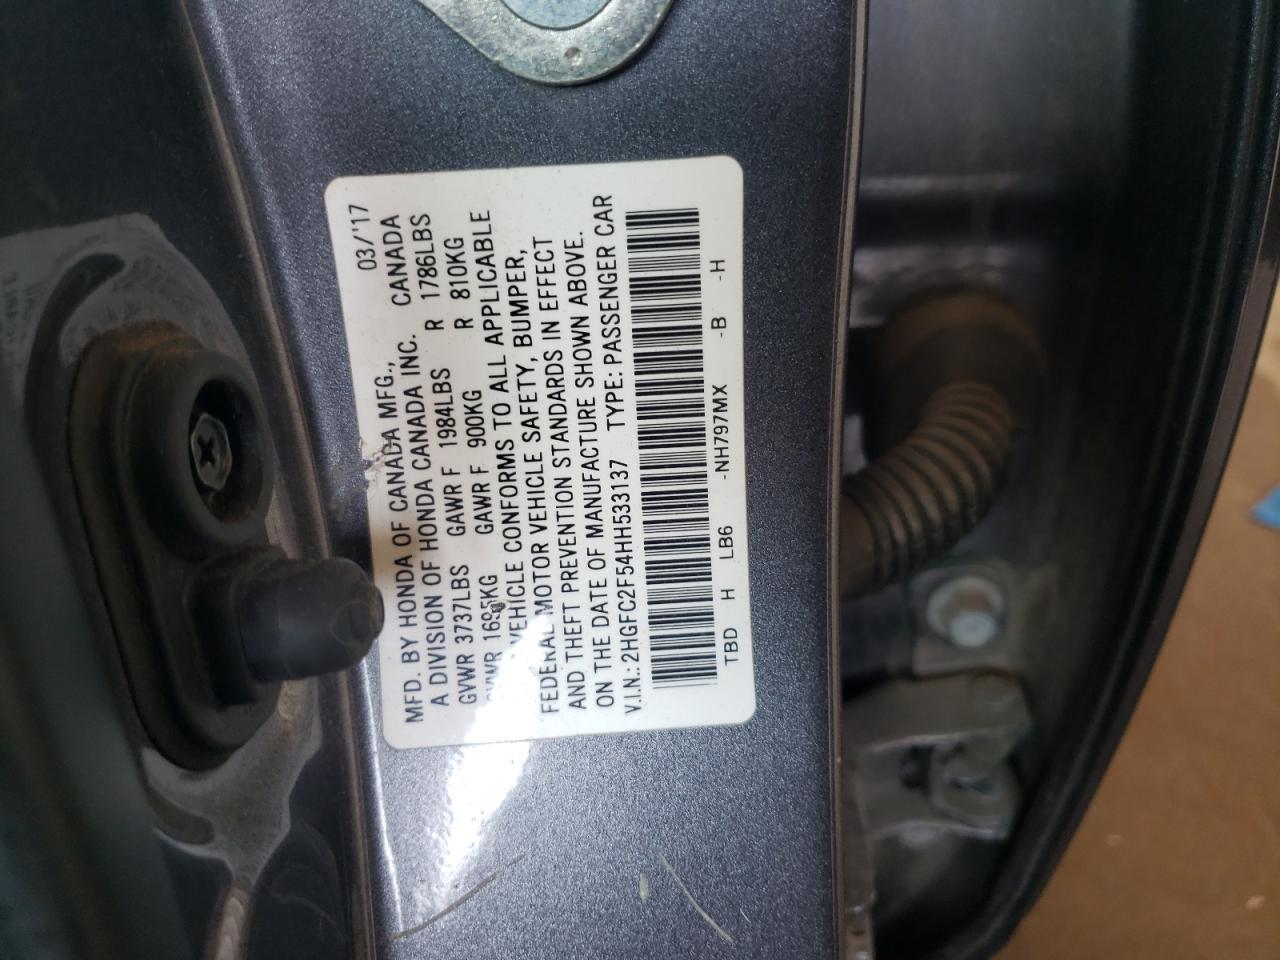 MFD. BY HONDA OF CANADA MFG., 03/'17
A DIVISION OF HONDA CANADA INC. CANADA
GVWR 3737LBS GAWR F 1984LBS R 1786LBS
GVWR 1695KG GAWR F 900KG R 810KG
VEHICLE CONFORMS TO ALL APPLICABLE
FEDERAL MOTOR VEHICLE SAFETY, BUMPER,
AND THEFT PREVENTION STANDARDS IN EFFECT
ON THE DATE OF MANUFACTURE SHOWN ABOVE.
V.I.N.: 2HGFC2F54HH533137 TYPE: PASSENGER CAR
TBD H LB6 -NH797MX -B -H